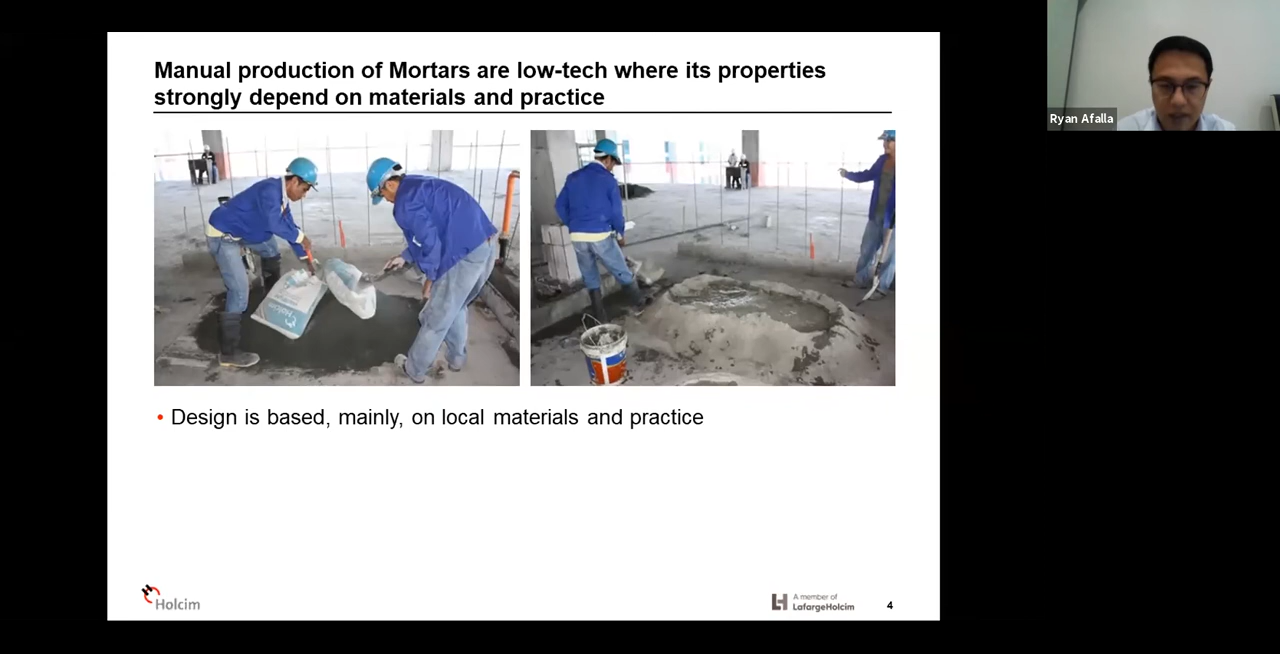 Manual production of Mortars are low-tech where its properties
strongly depend on materials and practice
Ryan Afalla
Holcim
• Design is based, mainly, on local materials and practice
Holcim
A member of
LafargeHolcim
4